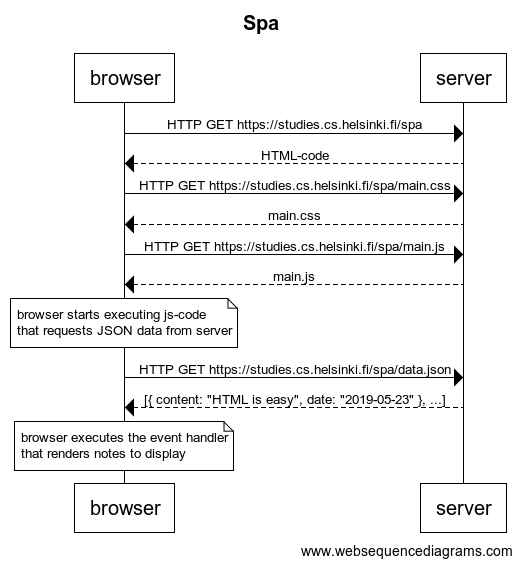 Spa
browser
server
HTTP GET https://studies.cs.helsinki.fi/spa
HTML-code
HTTP GET https://studies.cs.helsinki.fi/spa/main.css
main.css
HTTP GET https://studies.cs.helsinki.fi/spa/main.js
main.js
browser starts executing js-code
that requests JSON data from server
HTTP GET https://studies.cs.helsinki.fi/spa/data.json
[{ content: "HTML is easy", date: "2019-05-23" }, ...]
browser executes the event handler
that renders notes to display
browser
server
www.websequencediagrams.com